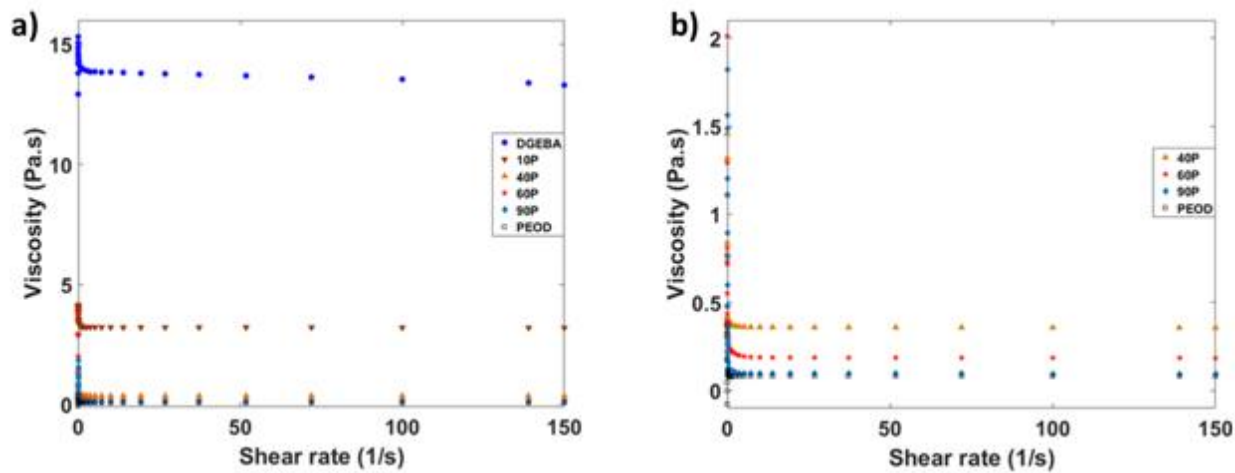 a)
Viscosity (Pa.s)
15
10
5
0
0 50 100 150
Shear rate (1/s)
DGEBA
10P
40P
60P
90P
PEOD
b)
Viscosity (Pa.s)
2
1.5
1
0.5
0
0 50 100 150
Shear rate (1/s)
40P
60P
90P
PEOD